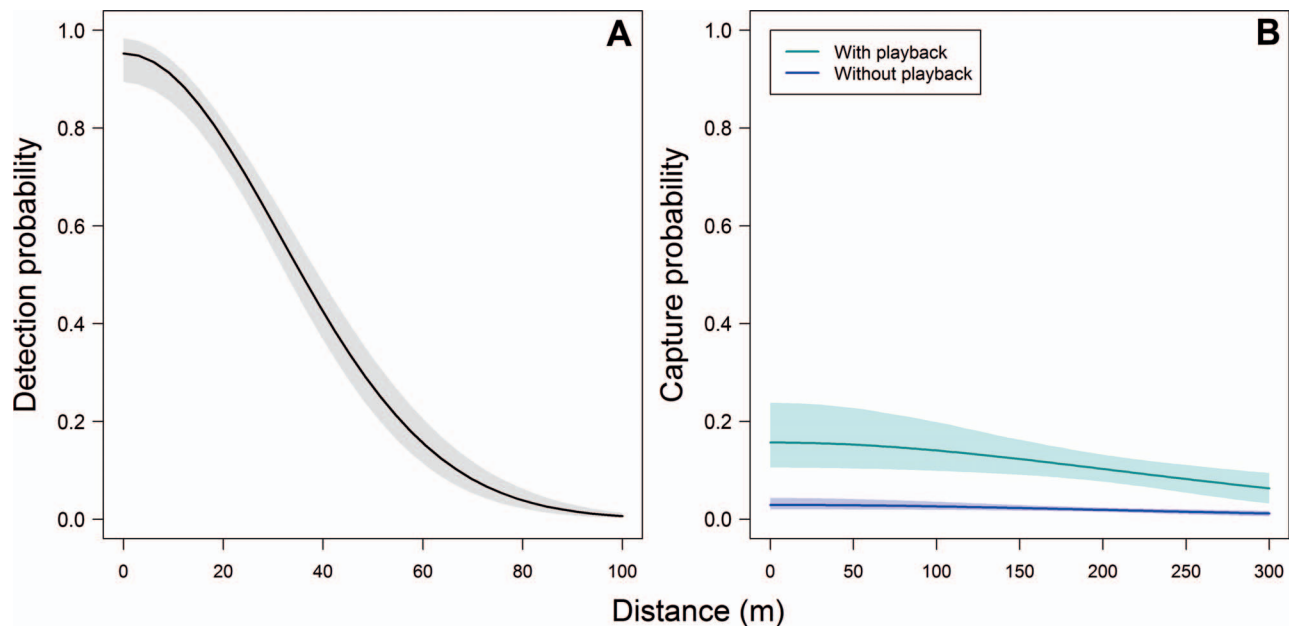 A
Detection probability
1.0
0.8
0.6
0.4
0.2
0.0
0 20 40 60 80 100
B
With playback
Without playback
Capture probability
1.0
0.8
0.6
0.4
0.2
0.0
0 50 100 150 200 250 300
Distance (m)